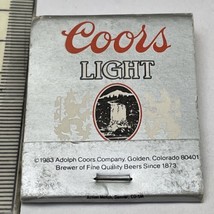 Coors
LIGHT
© 1983 Adolph Coors Company, Golden, Colorado 80401
Brewer of Fine Quality Beers Since 1873